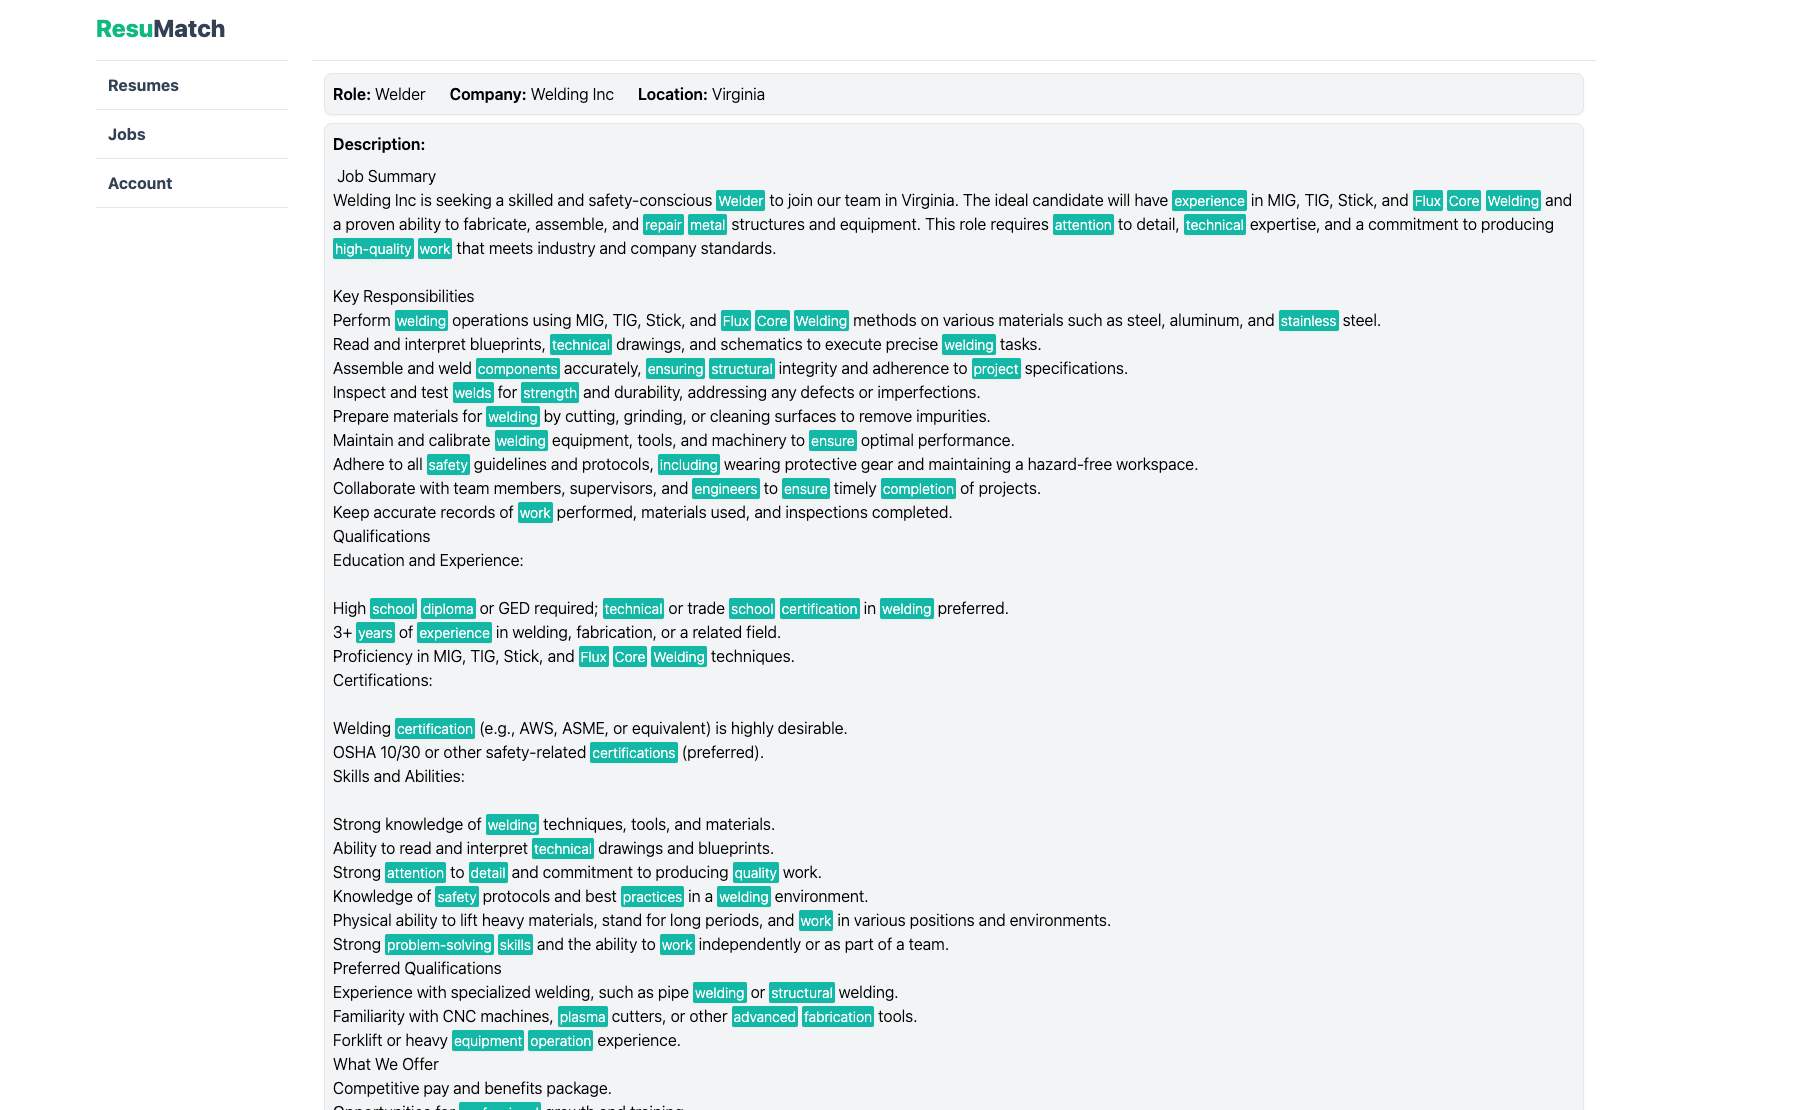 ResuMatch
Resumes
Jobs
Account
Role: Welder Company: Welding Inc Location: Virginia
Description:
Job Summary
Welding Inc is seeking a skilled and safety-conscious Welder to join our team in Virginia. The ideal candidate will have experience in MIG, TIG, Stick, and Flux Core Welding and
a proven ability to fabricate, assemble, and repair metal structures and equipment. This role requires attention to detail, technical expertise, and a commitment to producing
high-quality work that meets industry and company standards.
Key Responsibilities
Perform welding operations using MIG, TIG, Stick, and Flux Core Welding methods on various materials such as steel, aluminum, and stainless steel.
Read and interpret blueprints, technical drawings, and schematics to execute precise welding tasks.
Assemble and weld components accurately, ensuring structural integrity and adherence to project specifications.
Inspect and test welds for strength and durability, addressing any defects or imperfections.
Prepare materials for welding by cutting, grinding, or cleaning surfaces to remove impurities.
Maintain and calibrate welding equipment, tools, and machinery to ensure optimal performance.
Adhere to all safety guidelines and protocols, including wearing protective gear and maintaining a hazard-free workspace.
Collaborate with team members, supervisors, and engineers to ensure timely completion of projects.
Keep accurate records of work performed, materials used, and inspections completed.
Qualifications
Education and Experience:
High school diploma or GED required; technical or trade school certification in welding preferred.
3+ years of experience in welding, fabrication, or a related field.
Proficiency in MIG, TIG, Stick, and Flux Core Welding techniques.
Certifications:
Welding certification (e.g., AWS, ASME, or equivalent) is highly desirable.
OSHA 10/30 or other safety-related certifications (preferred).
Skills and Abilities:
Strong knowledge of welding techniques, tools, and materials.
Ability to read and interpret technical drawings and blueprints.
Strong attention to detail and commitment to producing quality work.
Knowledge of safety protocols and best practices in a welding environment.
Physical ability to lift heavy materials, stand for long periods, and work in various positions and environments.
Strong problem-solving skills and the ability to work independently or as part of a team.
Preferred Qualifications
Experience with specialized welding, such as pipe welding or structural welding.
Familiarity with CNC machines, plasma cutters, or other advanced fabrication tools.
Forklift or heavy equipment operation experience.
What We Offer
Competitive pay and benefits package.
Opportunities for professional growth and training